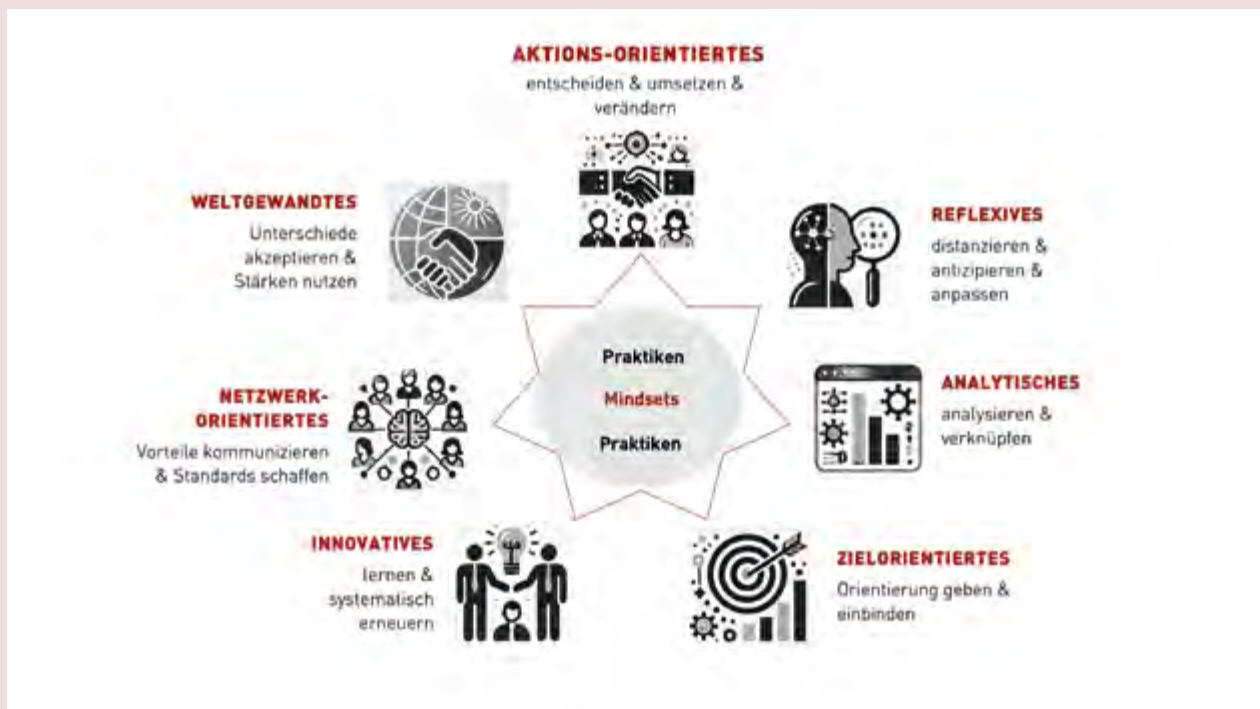 AKTIONS-ORIENTIERTES
entscheiden & umsetzen &
verändern
WELTGEWANDTES
Unterschiede
akzeptieren &
Stärken nutzen
REFLEXIVES
distanzieren &
antizipieren &
anpassen
Praktiken
Mindsets
Praktiken
NETZWERK-
ORIENTIERTES
Vorteile kommunizieren
& Standards schaffen
ANALYTISCHES
analysieren &
verknüpfen
INNOVATIVES
lernen &
systematisch
erneuern
ZIELORIENTIERTES
Orientierung geben &
einbinden